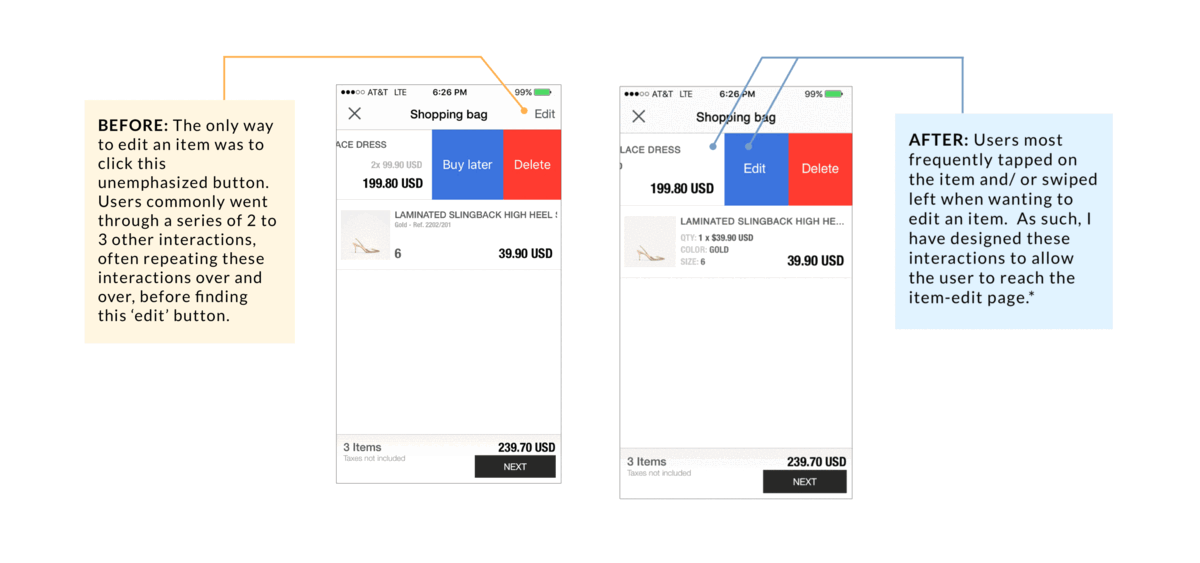 BEFORE: The only way
to edit an item was to
click this
unemphasized button.
Users commonly went
through a series of 2 to
3 other interactions,
often repeating these
interactions over and
over, before finding
this ‘edit’ button.
AT&T LTE 6:26 PM 99%
Shopping bag Edit
ACE DRESS
2x 99.90 USD
199.80 USD
Buy later
Delete
LAMINATED SLINGBACK HIGH HEEL
Gold - Ref. 2202/201
6 39.90 USD
3 Items 239.70 USD
Taxes not included
NEXT
AT&T LTE 6:26 PM 99%
Shopping bag
LACE DRESS
199.80 USD
Edit
Delete
LAMINATED SLINGBACK HIGH HE...
QTY: 1 x $39.90 USD
COLOR: GOLD
SIZE: 6 39.90 USD
3 Items 239.70 USD
Taxes not included
NEXT
AFTER: Users most
frequently tapped on
the item and/ or swiped
left when wanting to
edit an item. As such, I
have designed these
interactions to allow
the user to reach the
item-edit page.*